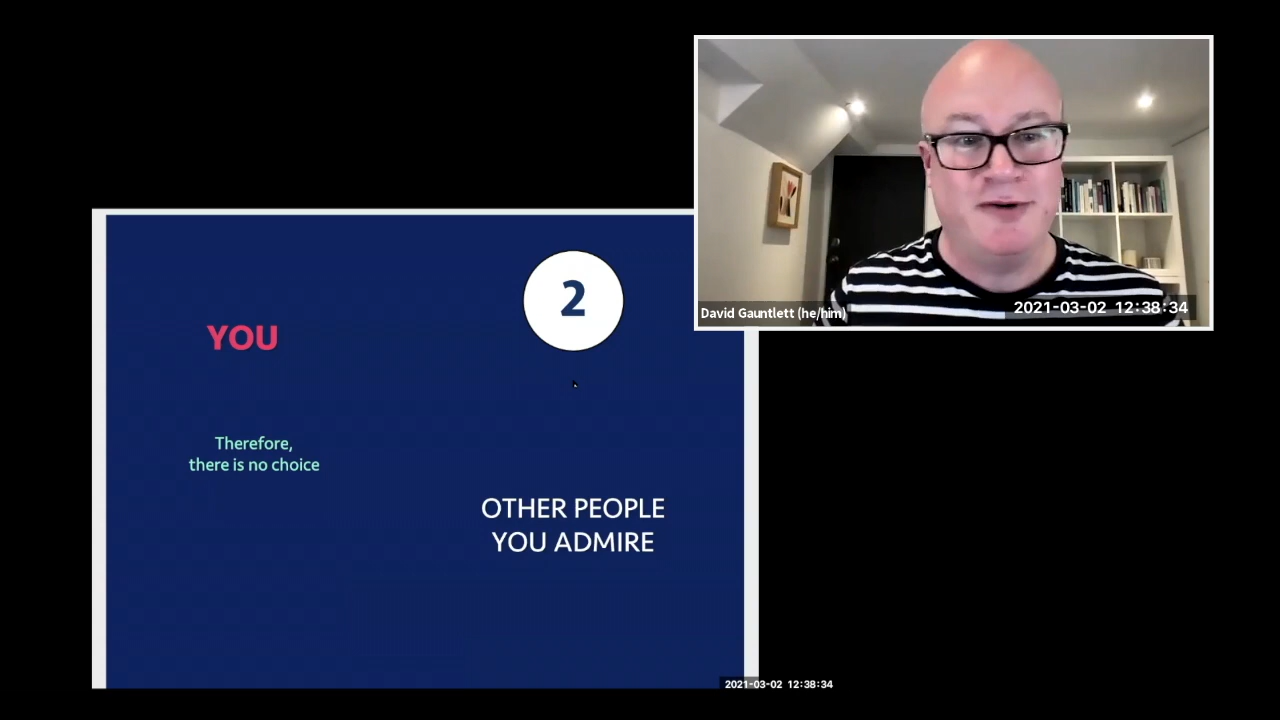 David Gauntlett (he/him)
2021-03-02 12:38:34
2
YOU
Therefore,
there is no choice
OTHER PEOPLE
YOU ADMIRE
2021-03-02 12:38:34